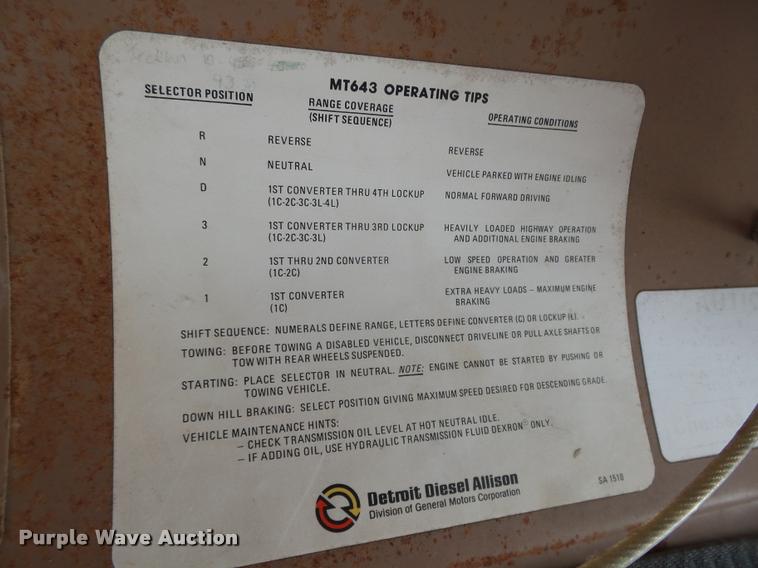 MT643 OPERATING TIPS
SELECTOR POSITION RANGE COVERAGE (SHIFT SEQUENCE) OPERATING CONDITIONS
R REVERSE REVERSE
N NEUTRAL VEHICLE PARKED WITH ENGINE IDLING
D 1ST CONVERTER THRU 4TH LOCKUP NORMAL FORWARD DRIVING
(1C-2C-3C-3L-4L)
3 1ST CONVERTER THRU 3RD LOCKUP HEAVILY LOADED HIGHWAY OPERATION
(1C-2C-3C-3L) AND ADDITIONAL ENGINE BRAKING
2 1ST THRU 2ND CONVERTER LOW SPEED OPERATION AND GREATER
(1C-2C) ENGINE BRAKING
1 1ST CONVERTER EXTRA HEAVY LOADS – MAXIMUM ENGINE
(1C) BRAKING
SHIFT SEQUENCE: NUMERALS DEFINE RANGE, LETTERS DEFINE CONVERTER (C) OR LOCKUP (L).
TOWING: BEFORE TOWING A DISABLED VEHICLE, DISCONNECT DRIVELINE OR PULL AXLE SHAFTS OR
TOW WITH REAR WHEELS SUSPENDED.
STARTING: PLACE SELECTOR IN NEUTRAL. NOTE: ENGINE CANNOT BE STARTED BY PUSHING OR
TOWING VEHICLE.
DOWN HILL BRAKING: SELECT POSITION GIVING MAXIMUM SPEED DESIRED FOR DESCENDING GRADE.
VEHICLE MAINTENANCE HINTS:
– CHECK TRANSMISSION OIL LEVEL AT HOT NEUTRAL IDLE.
– IF ADDING OIL, USE HYDRAULIC TRANSMISSION FLUID DEXRON® ONLY.
Detroit Diesel Allison
Division of General Motors Corporation
SA 1510
Purple Wave Auction